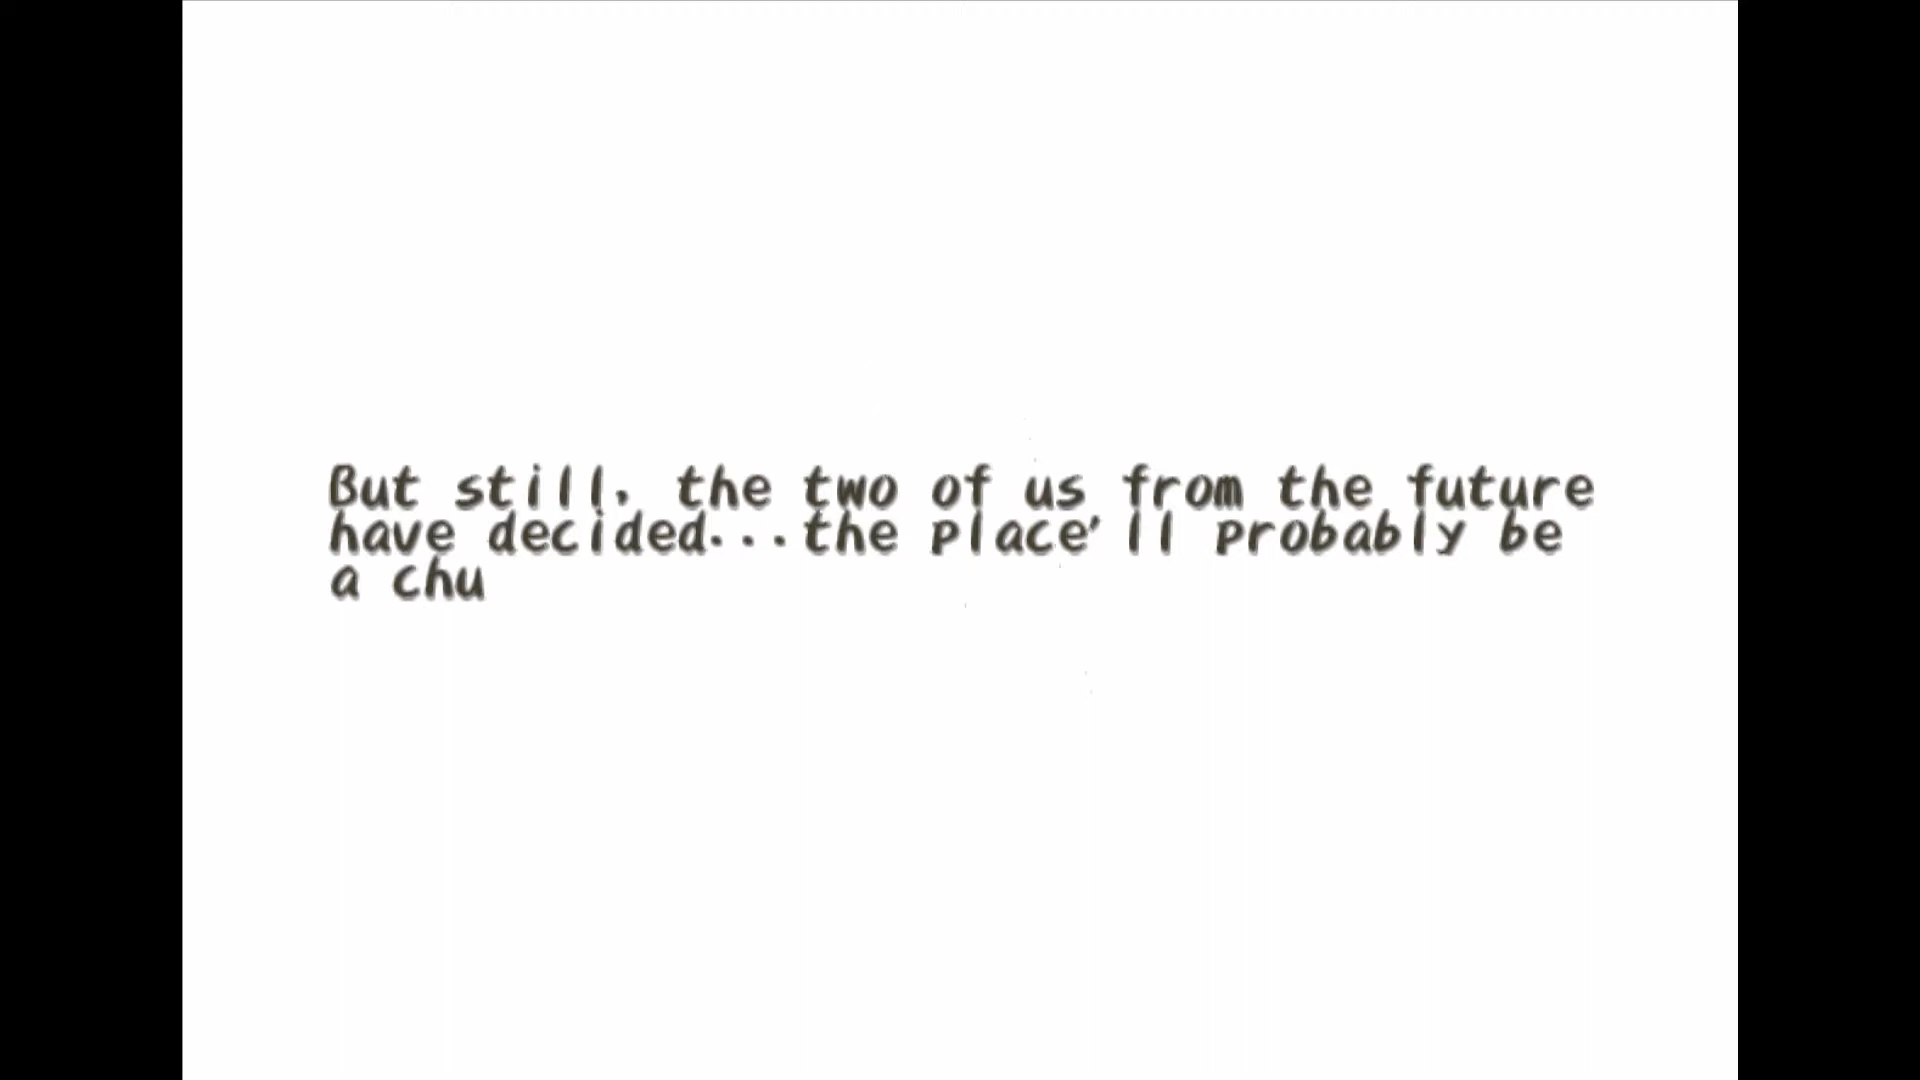 But still, the two of us from the future
have decided...the place'll probably be
a chu